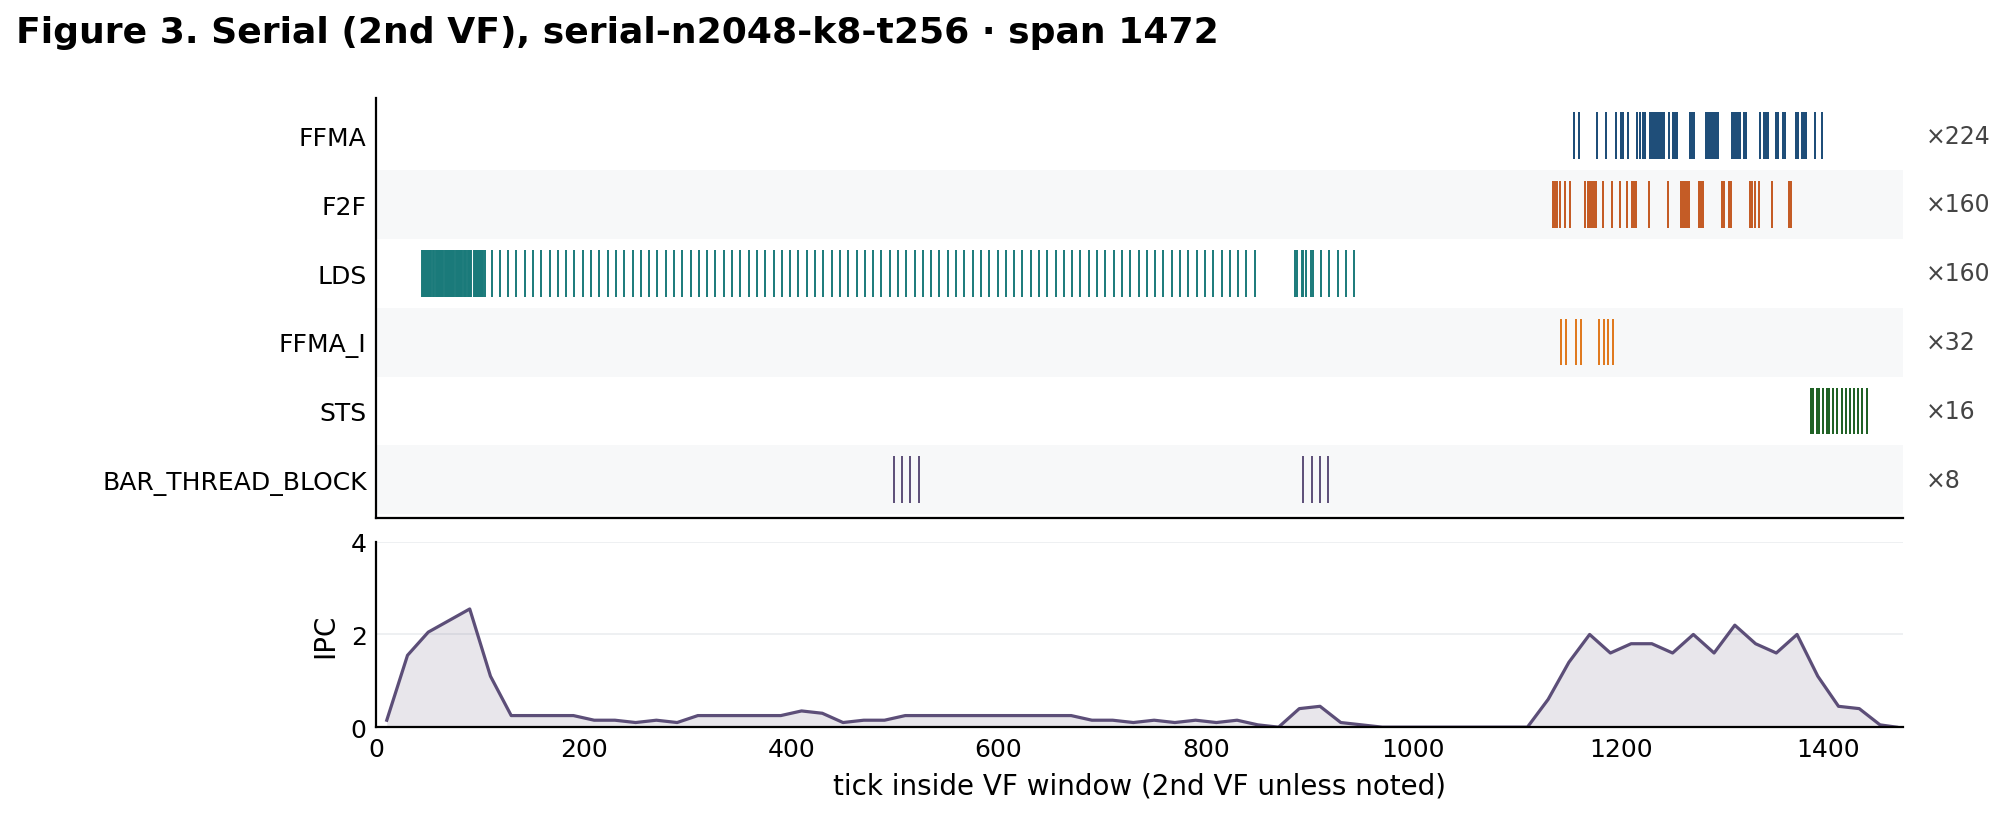 Figure 3. Serial (2nd VF), serial-n2048-k8-t256 · span 1472
FFMA ×224
F2F ×160
LDS ×160
FFMA_I ×32
STS ×16
BAR_THREAD_BLOCK ×8
4
2
0
IPC
0 200 400 600 800 1000 1200 1400
tick inside VF window (2nd VF unless noted)